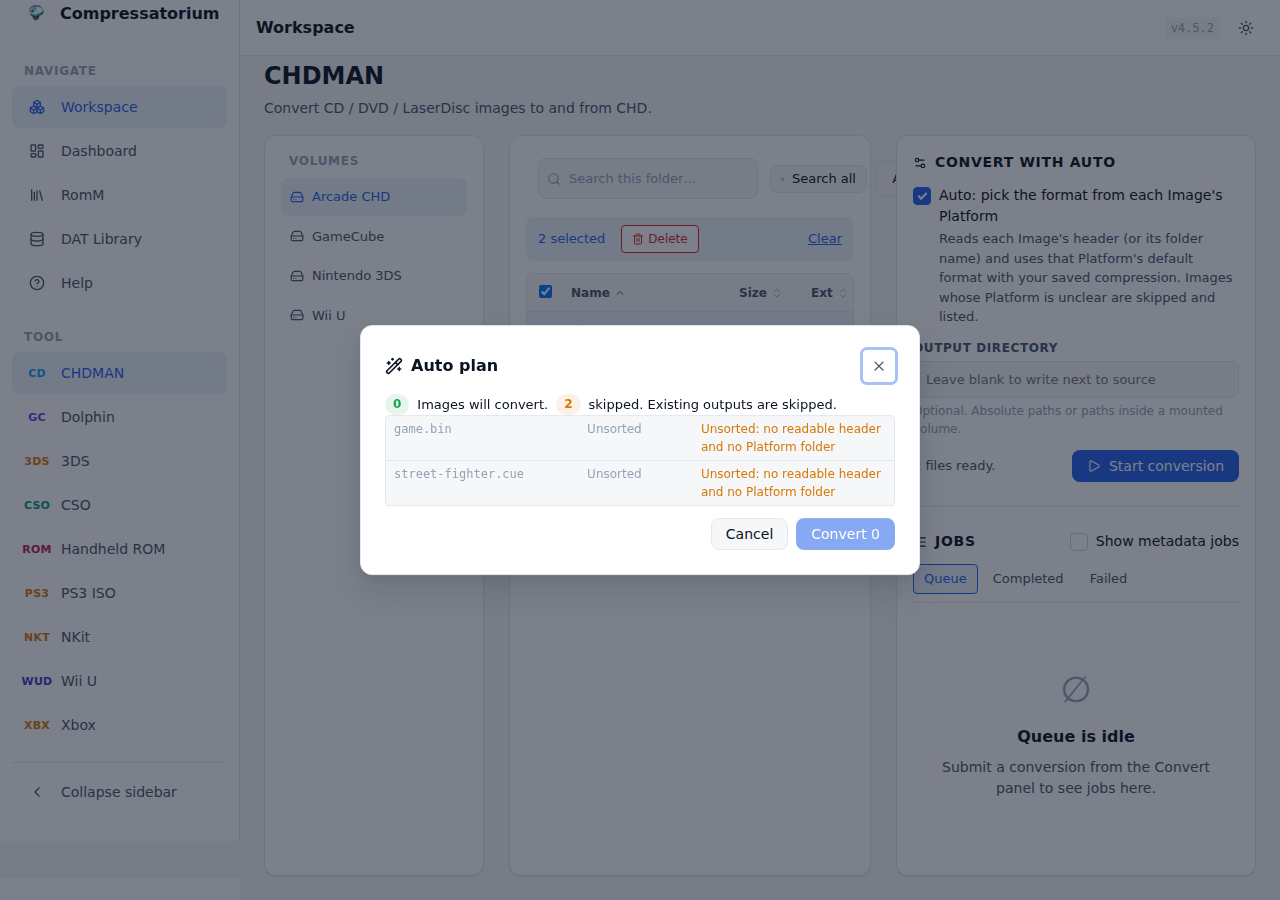 Compressatorium
Workspace
v4.5.2
NAVIGATE
Workspace
Dashboard
RomM
DAT Library
Help
TOOL
CD CHDMAN
GC Dolphin
3DS 3DS
CSO CSO
ROM Handheld ROM
PS3 PS3 ISO
NKT NKit
WUD Wii U
XBX Xbox
Collapse sidebar
CHDMAN
Convert CD / DVD / LaserDisc images to and from CHD.
VOLUMES
Arcade CHD
GameCube
Nintendo 3DS
Wii U
Search this folder…
Search all
2 selected
Delete
Clear
Name
Size
Ext
CONVERT WITH AUTO
Auto: pick the format from each Image's
Platform
Reads each Image's header (or its folder
name) and uses that Platform's default
format with your saved compression. Images
whose Platform is unclear are skipped and
listed.
OUTPUT DIRECTORY
Leave blank to write next to source
Optional. Absolute paths or paths inside a mounted
volume.
files ready.
Start conversion
JOBS
Show metadata jobs
Queue
Completed
Failed
Queue is idle
Submit a conversion from the Convert
panel to see jobs here.
Auto plan
0 Images will convert. 2 skipped. Existing outputs are skipped.
game.bin
Unsorted
Unsorted: no readable header
and no Platform folder
street-fighter.cue
Unsorted
Unsorted: no readable header
and no Platform folder
Cancel
Convert 0